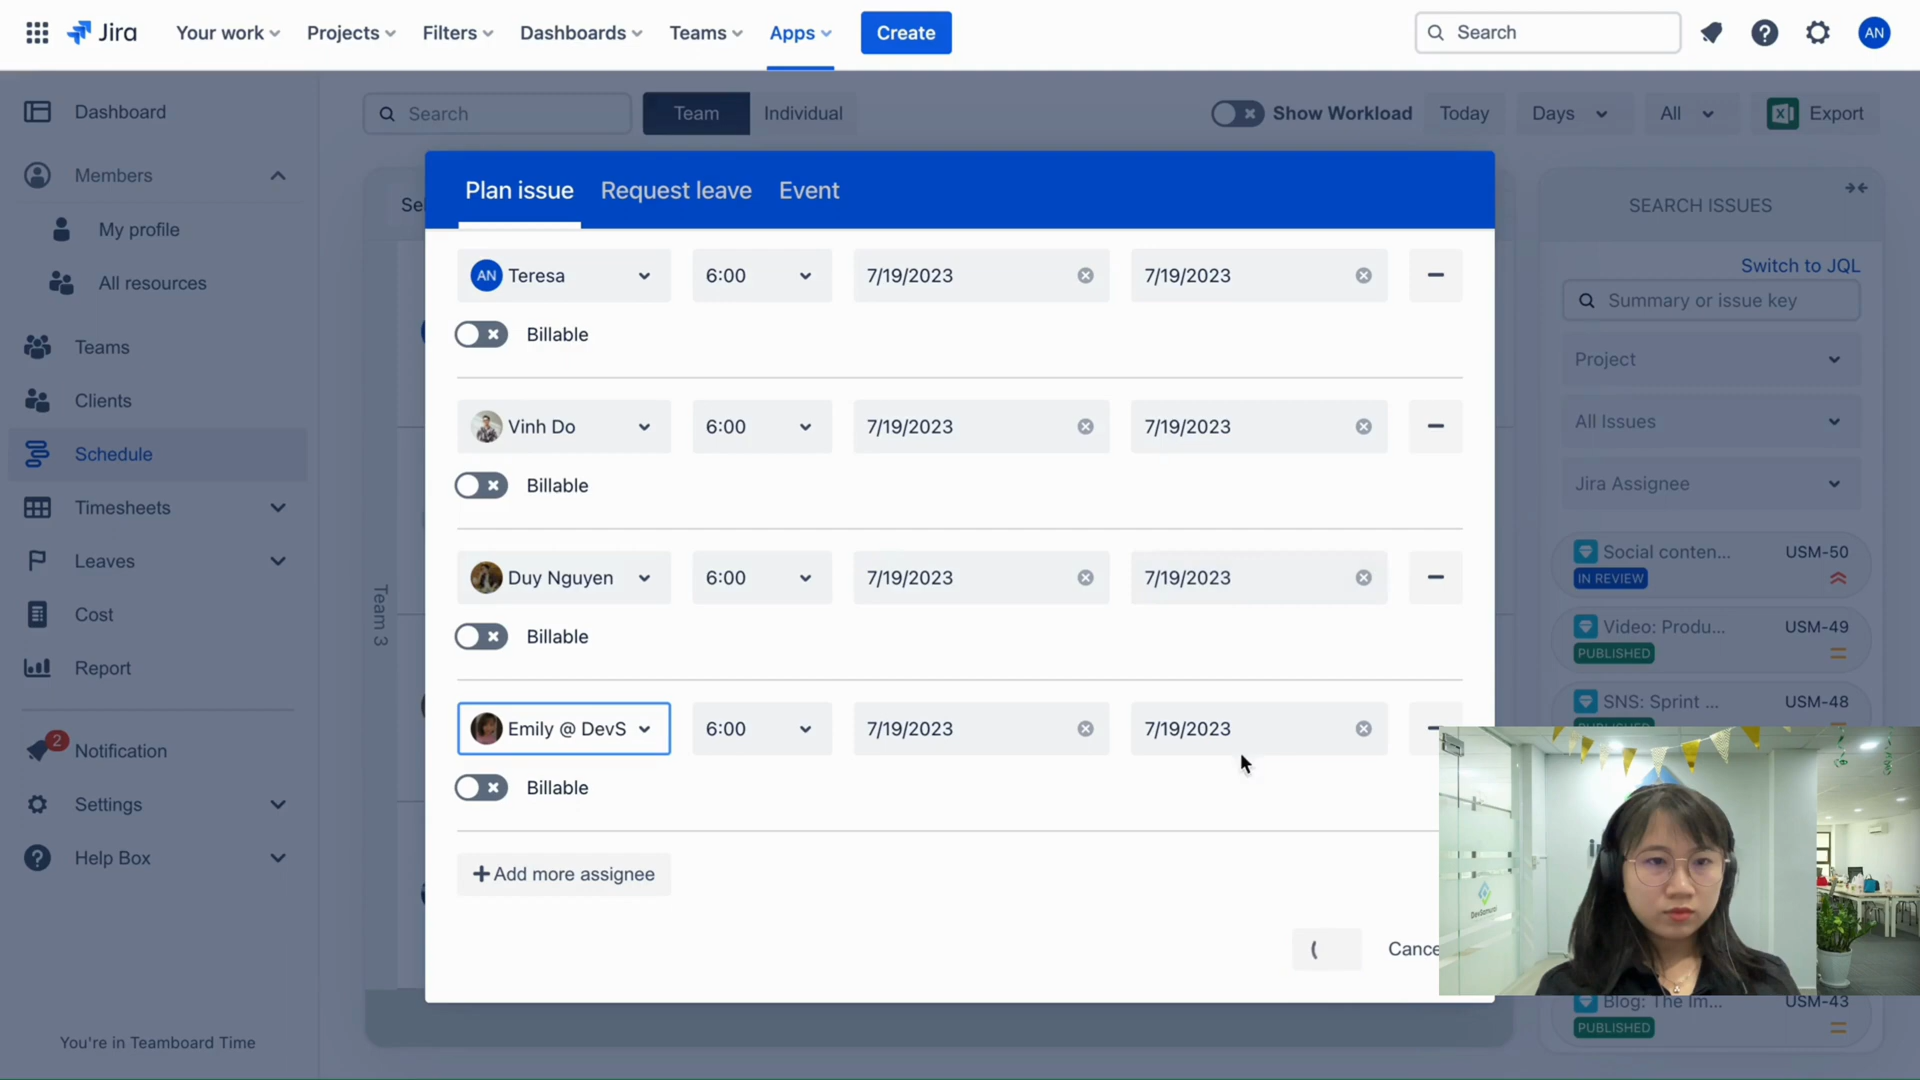 Jira
Your work
Projects
Filters
Dashboards
Teams
Apps
Create
Search
AN
Dashboard
Members
My profile
All resources
Teams
Clients
Schedule
Timesheets
Leaves
Cost
Report
2
Notification
Settings
Help Box
You're in Teamboard Time
Search
Team
Individual
Show Workload
Today
Days
All
Export
Team 3
Plan issue
Request leave
Event
AN Teresa
6:00
7/19/2023
7/19/2023
Billable
Vinh Do
6:00
7/19/2023
7/19/2023
Billable
Duy Nguyen
6:00
7/19/2023
7/19/2023
Billable
Emily @ DevS
6:00
7/19/2023
7/19/2023
Billable
+ Add more assignee
Cance
SEARCH ISSUES
Switch to JQL
Summary or issue key
Project
All Issues
Jira Assignee
Social conten...
USM-50
IN REVIEW
Video: Produ...
USM-49
PUBLISHED
SNS: Sprint ...
USM-48
DevSamurai
Blog: The Im...
USM-43
PUBLISHED